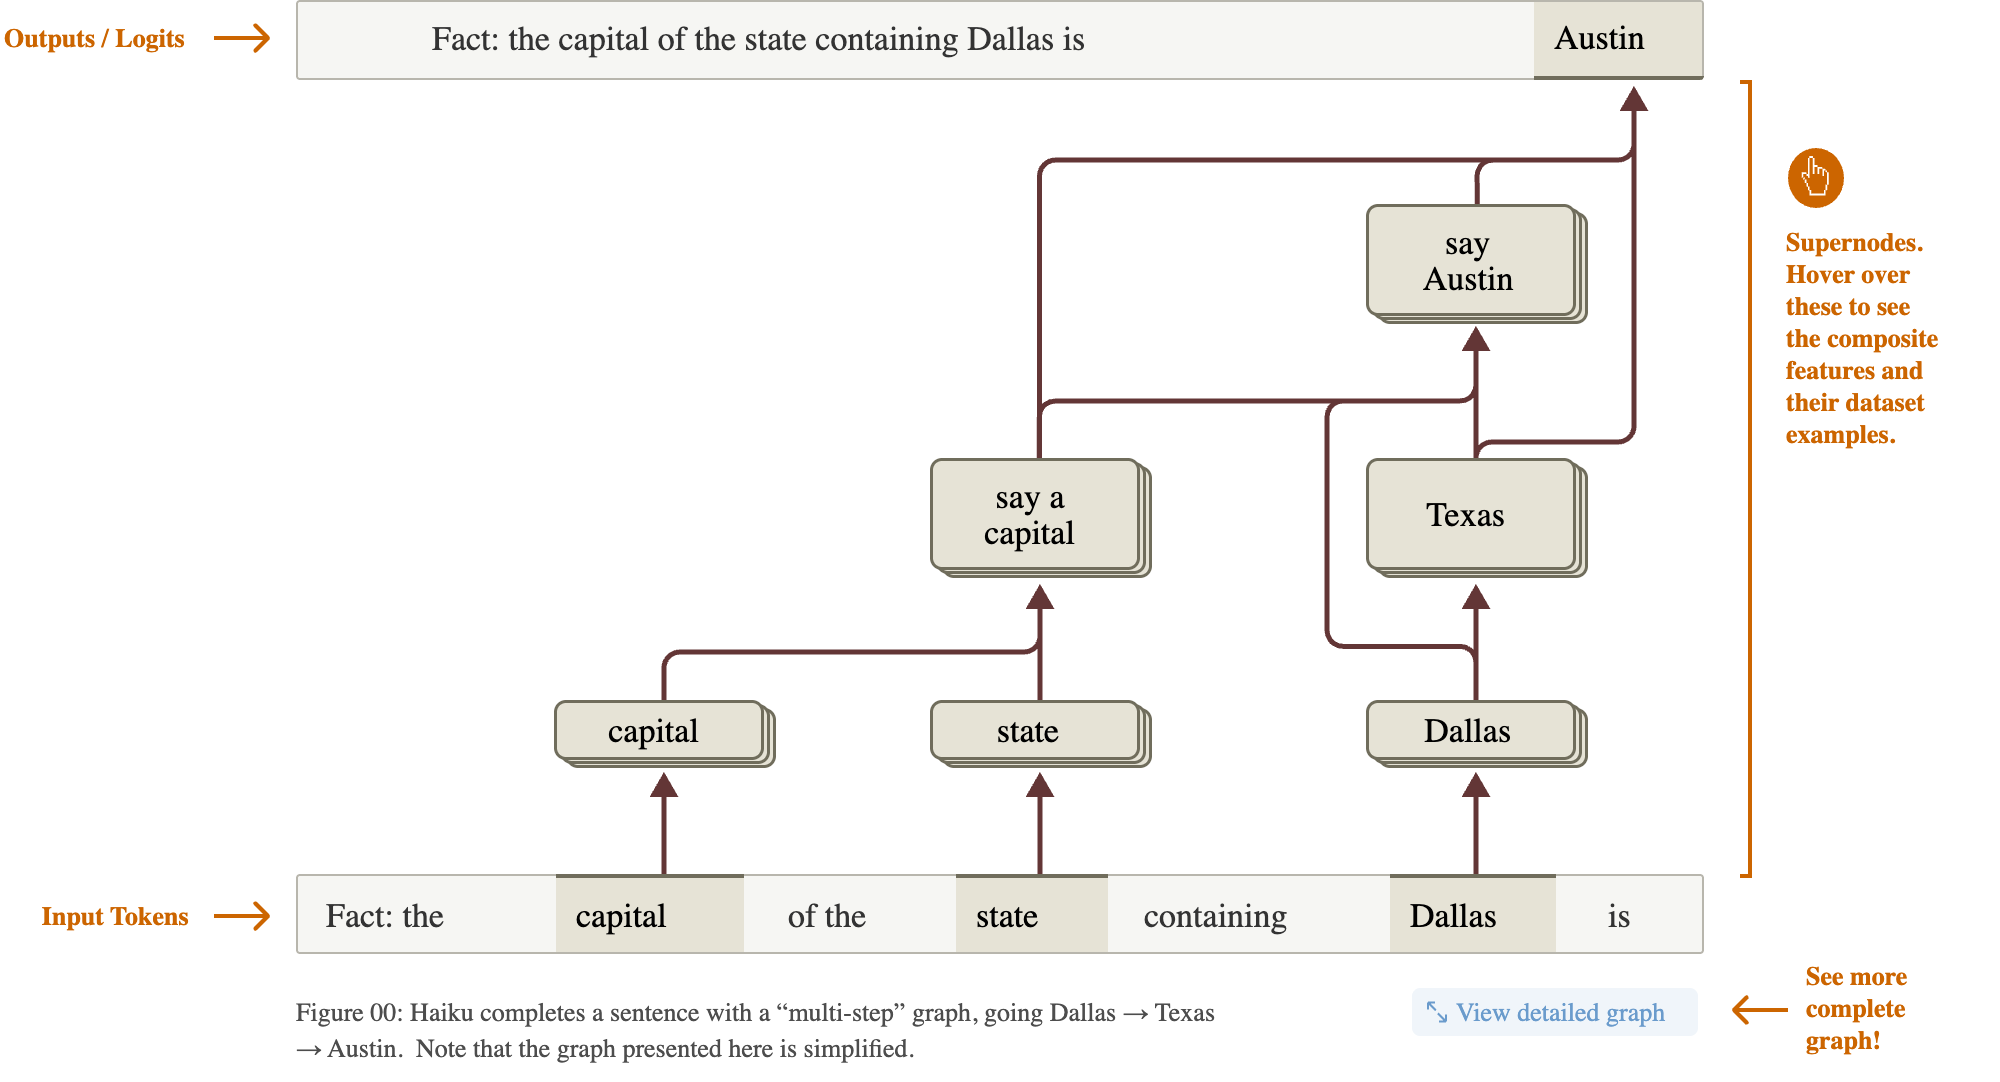 Outputs / Logits
Fact: the capital of the state containing Dallas is
Austin
say
Austin
Supernodes.
Hover over
these to see
the composite
features and
their dataset
examples.
say a
capital
Texas
capital
state
Dallas
Input Tokens
Fact: the capital of the state containing Dallas is
Figure 00: Haiku completes a sentence with a “multi-step” graph, going Dallas → Texas
→ Austin. Note that the graph presented here is simplified.
View detailed graph
See more
complete
graph!